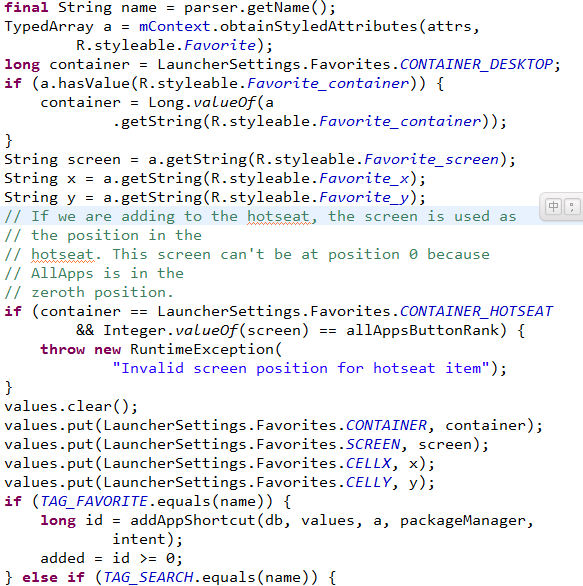 final String name = parser.getName();
TypedArray a = mContext.obtainStyledAttributes(attrs,
        R.styleable.Favorite);
long container = LauncherSettings.Favorites.CONTAINER_DESKTOP;
if (a.hasValue(R.styleable.Favorite_container)) {
    container = Long.valueOf(a
            .getString(R.styleable.Favorite_container));
}
String screen = a.getString(R.styleable.Favorite_screen);
String x = a.getString(R.styleable.Favorite_x);
String y = a.getString(R.styleable.Favorite_y);
中 ;
// If we are adding to the hotseat, the screen is used as
// the position in the
// hotseat. This screen can't be at position 0 because
// AllApps is in the
// zeroth position.
if (container == LauncherSettings.Favorites.CONTAINER_HOTSEAT
        && Integer.valueOf(screen) == allAppsButtonRank) {
    throw new RuntimeException(
            "Invalid screen position for hotseat item");
}
values.clear();
values.put(LauncherSettings.Favorites.CONTAINER, container);
values.put(LauncherSettings.Favorites.SCREEN, screen);
values.put(LauncherSettings.Favorites.CELLX, x);
values.put(LauncherSettings.Favorites.CELLY, y);
if (TAG_FAVORITE.equals(name)) {
    long id = addAppShortcut(db, values, a, packageManager,
            intent);
    added = id >= 0;
} else if (TAG_SEARCH.equals(name)) {